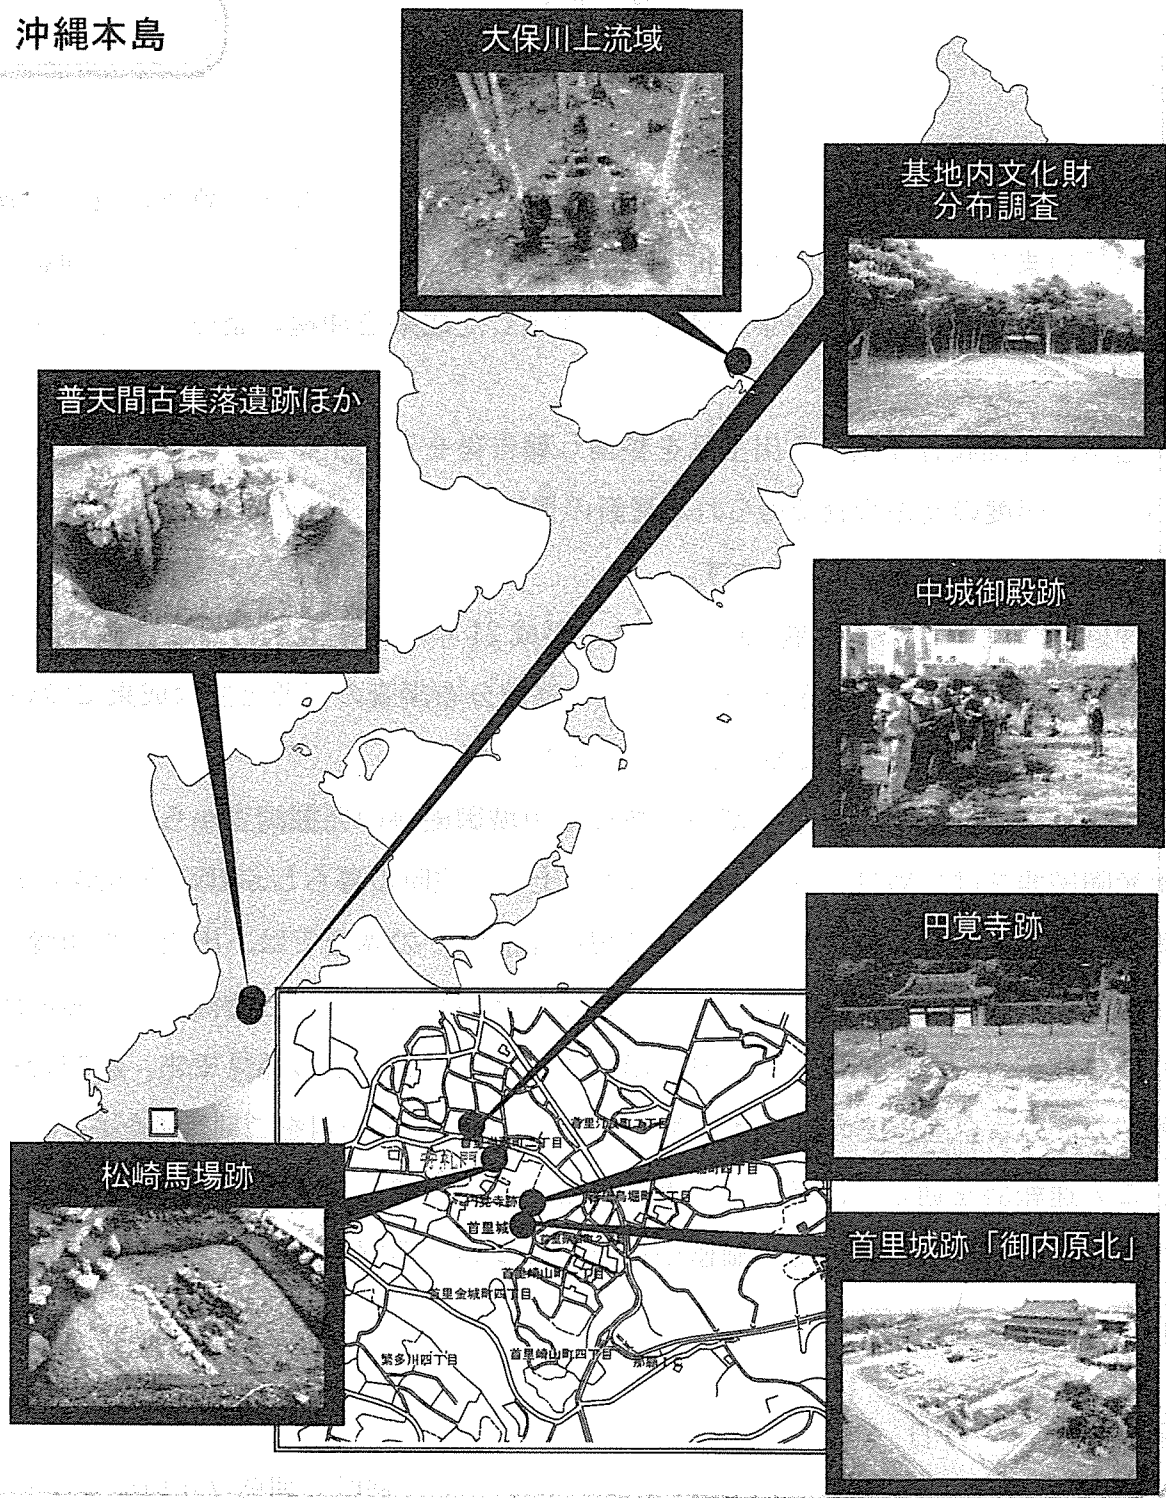 沖縄本島
大保川上流域
基地内文化財
分布調査
普天間古集落遺跡ほか
中城御殿跡
円覚寺跡
松崎馬場跡
首里城跡「御内原北」
円覚寺跡
首里城
首里金城町四丁目
首里崎山町四丁目
繁多川四丁目